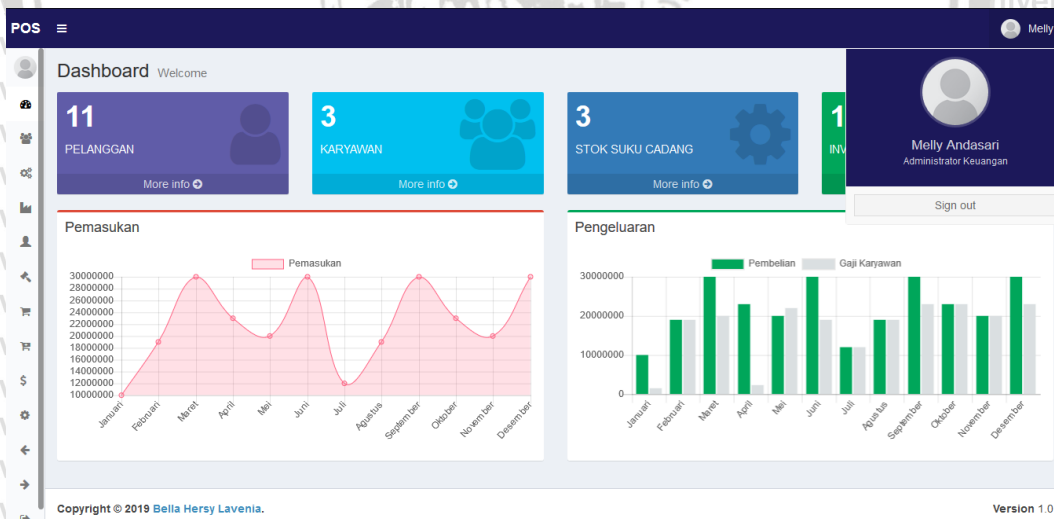 POS
Melly
Dashboard Welcome
11
PELANGGAN
More info
3
KARYAWAN
More info
3
STOK SUKU CADANG
More info
Melly Andasari
Administrator Keuangan
Sign out
Pemasukan
Pemasukan
30000000
28000000
26000000
24000000
22000000
20000000
18000000
16000000
14000000
12000000
10000000
Januari
Februari
Maret
April
Mei
Juni
Juli
Agustus
September
Oktober
November
Desember
Pengeluaran
Pembelian Gaji Karyawan
30000000
20000000
10000000
0
Januari
Februari
Maret
April
Mei
Juni
Juli
Agustus
September
Oktober
November
Desember
Copyright © 2019 Bella Hersy Lavenia.
Version 1.0